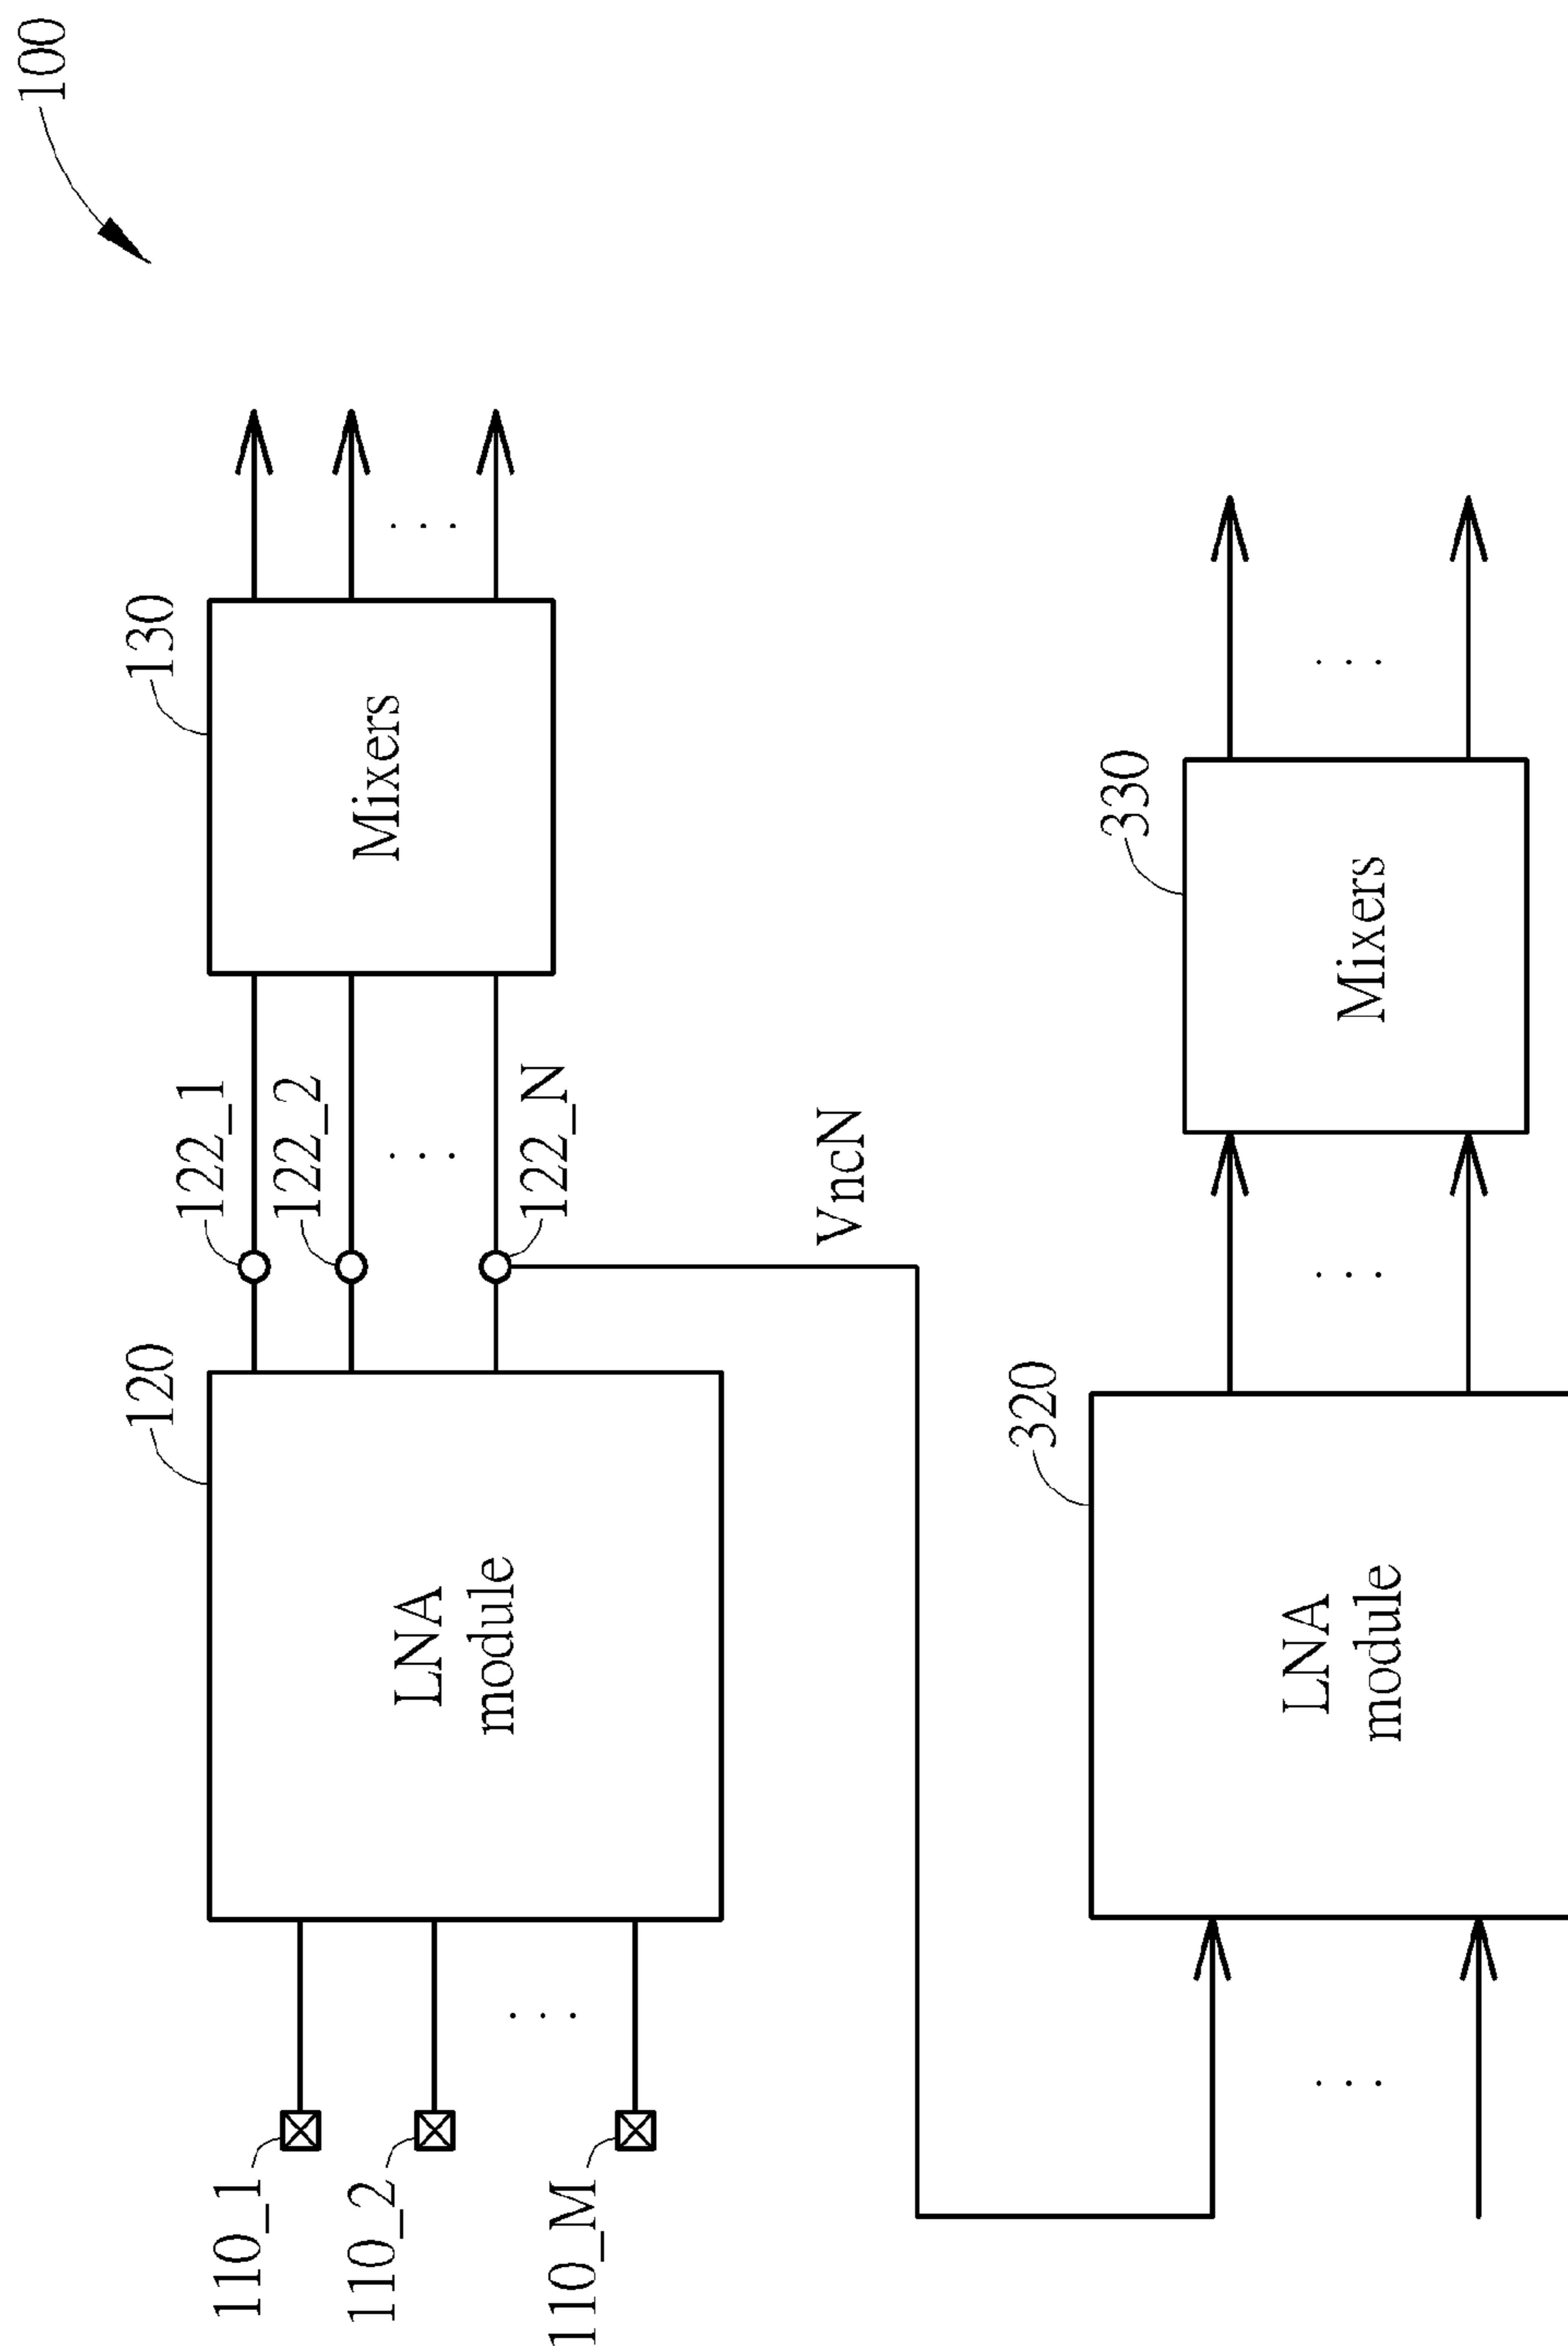 100
110_1
110_2
110_M
120
LNA
module
122_1
122_2
122_N
130
Mixers
VncN
320
LNA
module
330
Mixers